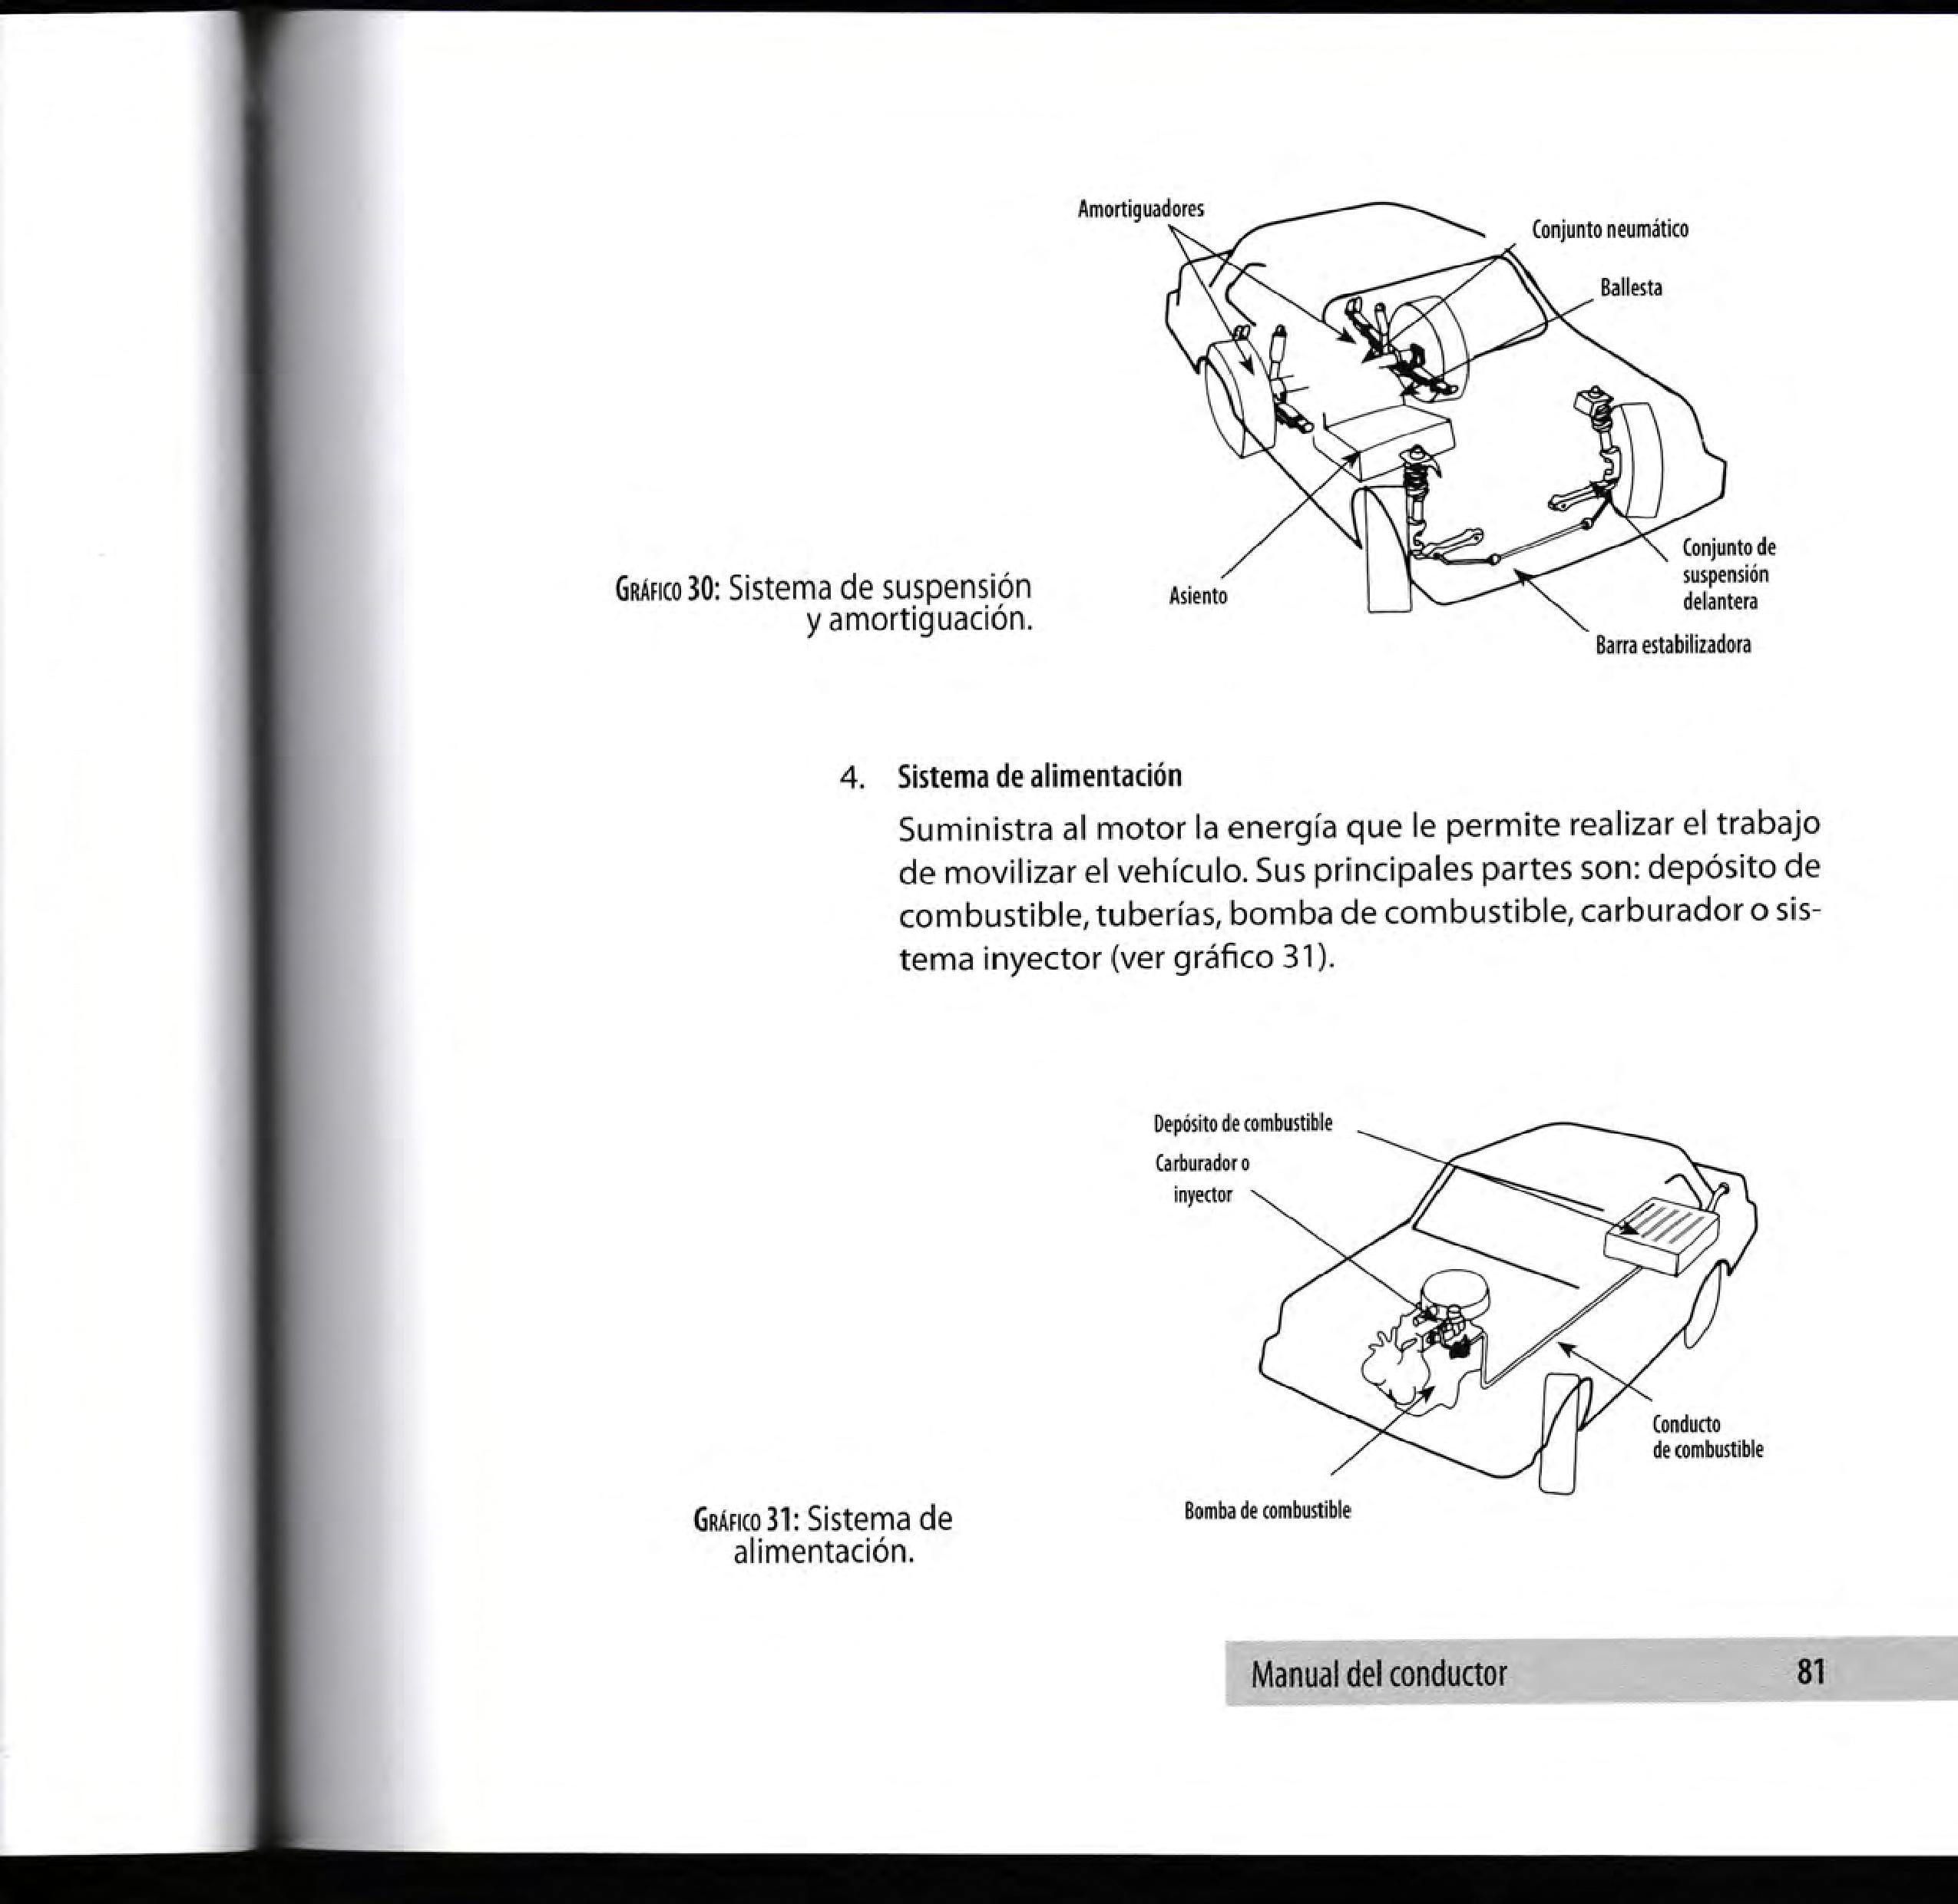 Amortiguadores
Conjunto neumático
Ballesta
Conjunto de
suspensión
delantera
Asiento
Barra estabilizadora
GRÁFICO 30: Sistema de suspensión
y amortiguación.
4. Sistema de alimentación
Suministra al motor la energía que le permite realizar el trabajo
de movilizar el vehículo. Sus principales partes son: depósito de
combustible, tuberías, bomba de combustible, carburador o sis-
tema inyector (ver gráfico 31).
Depósito de combustible
Carburador o
inyector
Conducto
de combustible
Bomba de combustible
GRÁFICO 31: Sistema de
alimentación.
Manual del conductor 81